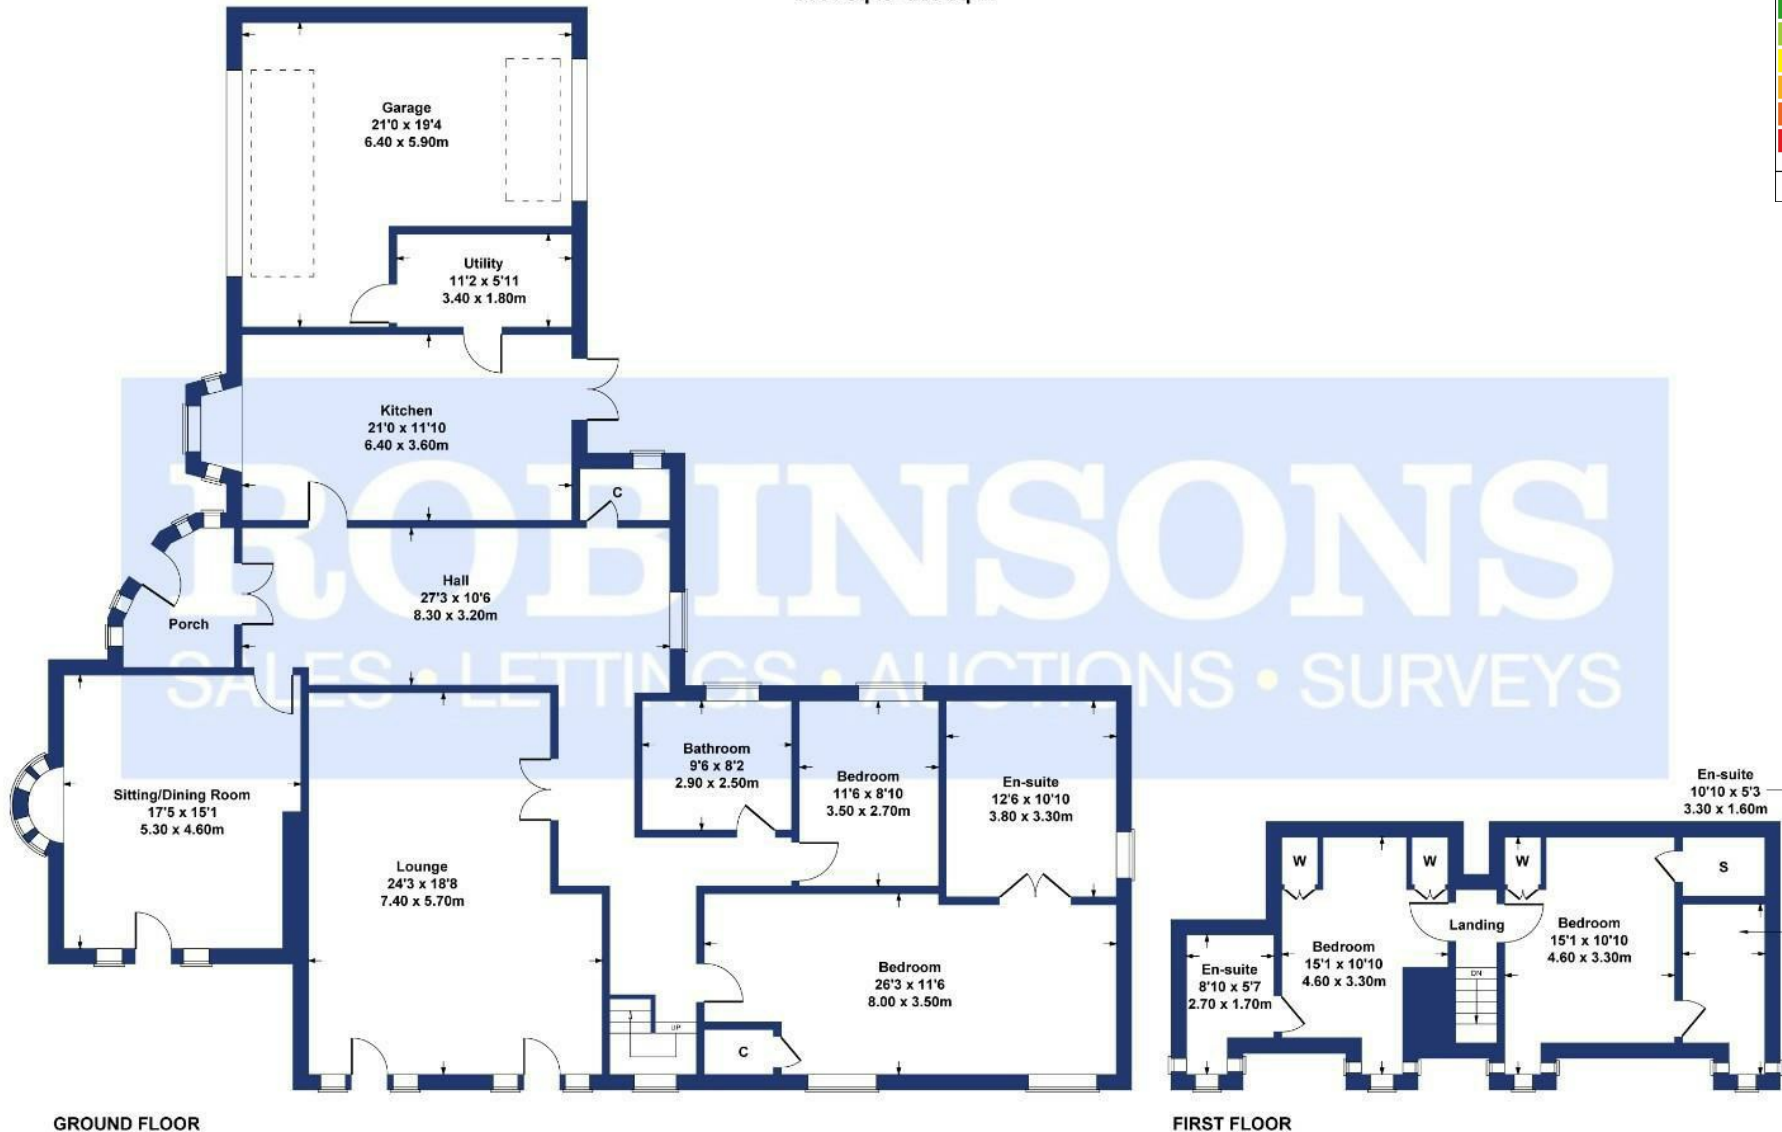 Garage
21'0 x 19'4
6.40 x 5.90m
Utility
11'2 x 5'11
3.40 x 1.80m
Kitchen
21'0 x 11'10
6.40 x 3.60m
C
ROBINSONS
SALES • LETTINGS • AUCTIONS • SURVEYS
Hall
27'3 x 10'6
8.30 x 3.20m
Porch
Sitting/Dining Room
17'5 x 15'1
5.30 x 4.60m
Lounge
24'3 x 18'8
7.40 x 5.70m
Bathroom
9'6 x 8'2
2.90 x 2.50m
Bedroom
11'6 x 8'10
3.50 x 2.70m
En-suite
12'6 x 10'10
3.80 x 3.30m
Bedroom
26'3 x 11'6
8.00 x 3.50m
UP
C
GROUND FLOOR
En-suite
10'10 x 5'3
3.30 x 1.60m
W
W
W
S
Landing
Bedroom
15'1 x 10'10
4.60 x 3.30m
Bedroom
15'1 x 10'10
4.60 x 3.30m
En-suite
8'10 x 5'7
2.70 x 1.70m
DN
FIRST FLOOR